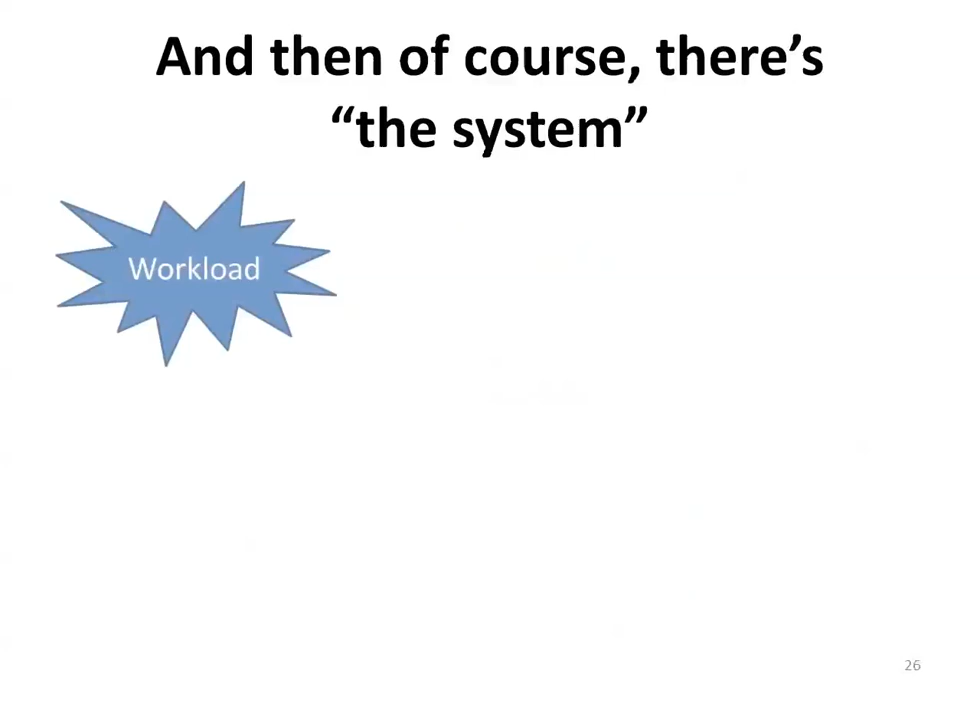 And then of course, there’s
“the system”
Workload
26